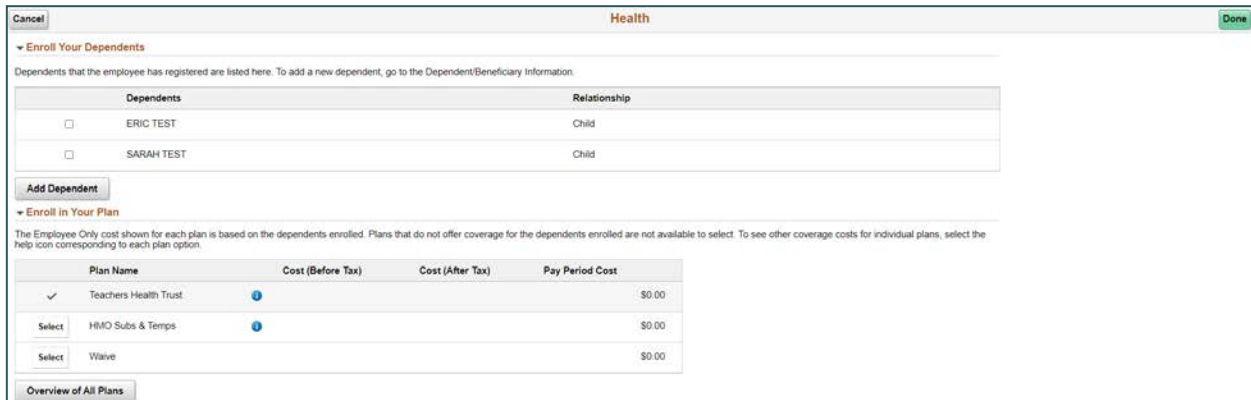 Cancel
Health
Done
Enroll Your Dependents
Dependents that the employee has registered are listed here. To add a new dependent, go to the Dependent/Beneficiary Information.
Dependents Relationship
ERIC TEST Child
SARAH TEST Child
Add Dependent
Enroll in Your Plan
The Employee Only cost shown for each plan is based on the dependents enrolled. Plans that do not offer coverage for the dependents enrolled are not available to select. To see other coverage costs for individual plans, select the
help icon corresponding to each plan option.
Plan Name Cost (Before Tax) Cost (After Tax) Pay Period Cost
Teachers Health Trust $0.00
Select HMO Subs & Temps $0.00
Select Waive $0.00
Overview of All Plans